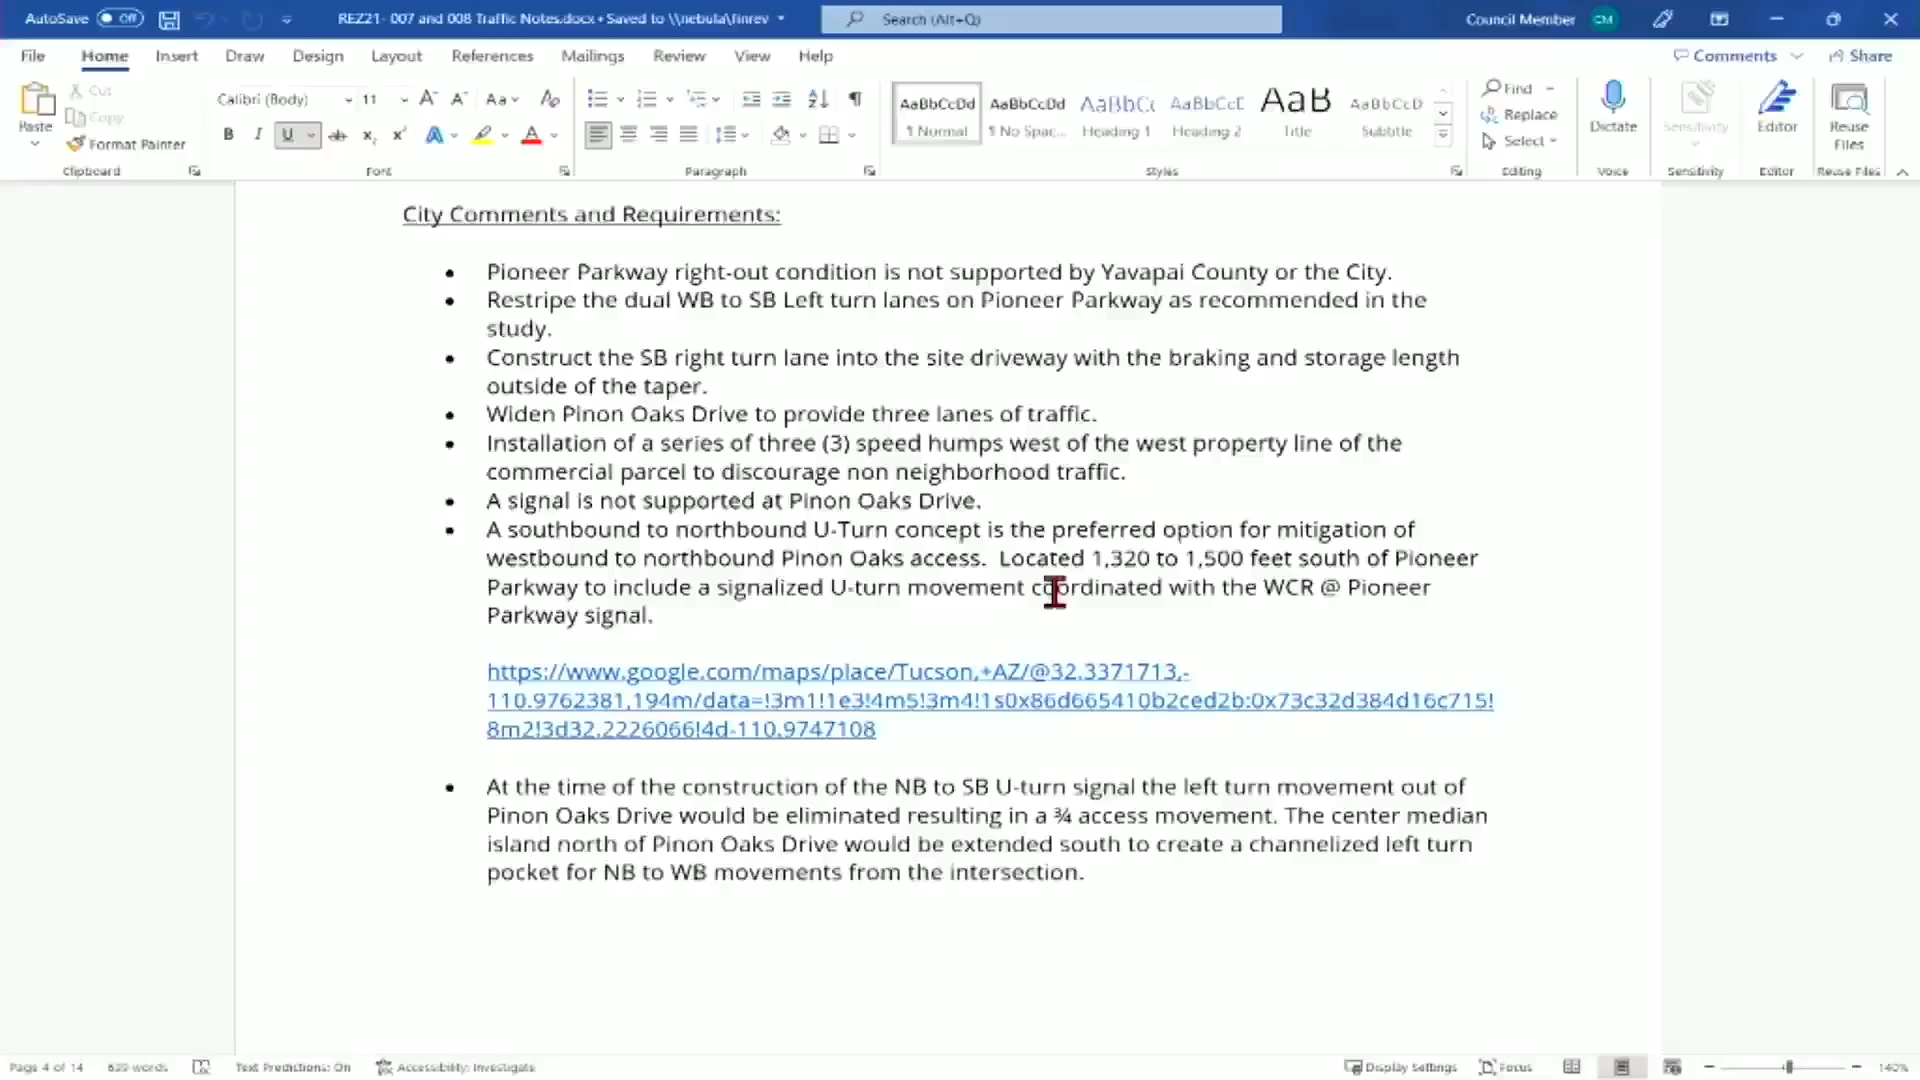 AutoSave Off REZ21- 007 and 008 Traffic Notes.docx • Saved to \\nebula\finrev Search (Alt+Q) Council Member CM
File Home Insert Draw Design Layout References Mailings Review View Help Comments Share
Paste Cut Copy Format Painter
Calibri (Body) 11
AaBbCcDd AaBbCcDd AaBbCc AaBbCcE AaB AaBbCcD
¶ Normal ¶ No Spac... Heading 1 Heading 2 Title Subtitle
Find Replace Select
Dictate Sensitivity Editor Reuse Files
Clipboard Font Paragraph Styles Editing Voice Sensitivity Editor Reuse Files
City Comments and Requirements:
• Pioneer Parkway right-out condition is not supported by Yavapai County or the City.
• Restripe the dual WB to SB Left turn lanes on Pioneer Parkway as recommended in the
study.
• Construct the SB right turn lane into the site driveway with the braking and storage length
outside of the taper.
• Widen Pinon Oaks Drive to provide three lanes of traffic.
• Installation of a series of three (3) speed humps west of the west property line of the
commercial parcel to discourage non neighborhood traffic.
• A signal is not supported at Pinon Oaks Drive.
• A southbound to northbound U-Turn concept is the preferred option for mitigation of
westbound to northbound Pinon Oaks access. Located 1,320 to 1,500 feet south of Pioneer
Parkway to include a signalized U-turn movement coordinated with the WCR @ Pioneer
Parkway signal.
https://www.google.com/maps/place/Tucson,+AZ/@32.3371713,-
110.9762381,194m/data=!3m1!1e3!4m5!3m4!1s0x86d665410b2ced2b:0x73c32d384d16c715!
8m2!3d32.2226066!4d-110.9747108
• At the time of the construction of the NB to SB U-turn signal the left turn movement out of
Pinon Oaks Drive would be eliminated resulting in a ¾ access movement. The center median
island north of Pinon Oaks Drive would be extended south to create a channelized left turn
pocket for NB to WB movements from the intersection.
Page 4 of 14 words Text Predictions: On Accessibility: Investigate Display Settings Focus 140%